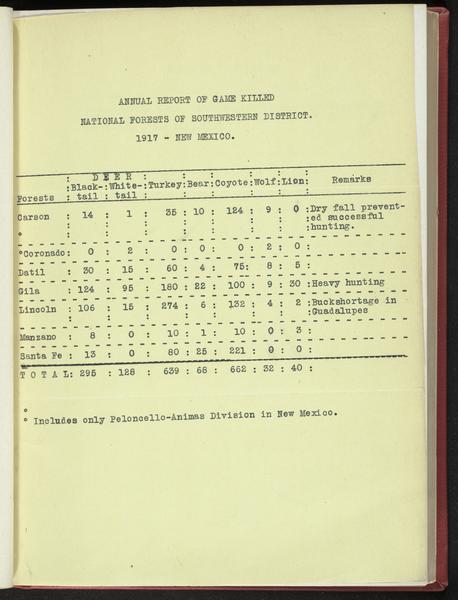 ANNUAL REPORT OF GAME KILLED
NATIONAL FORESTS OF SOUTHWESTERN DISTRICT.
1917 - NEW MEXICO.
: D E E R : : : : : :
: Black-: White-: Turkey: Bear: Coyote: Wolf: Lion: Remarks
Forests : tail : tail : : : : : :
Carson : 14 : 1 : 35 : 10 : 124 : 9 : 0 :Dry fall prevent-
:ed successful
:hunting.
°Coronado: 0 : 2 : 0 : 0 : 0 : 2 : 0 :
Datil : 30 : 15 : 60 : 4 : 75: 8 : 5 :
Gila : 124 : 95 : 180 : 22 : 100 : 9 : 30 :Heavy hunting
Lincoln : 106 : 15 : 274 : 6 : 132 : 4 : 2 :Buckshortage in
:Guadalupes
Manzano : 8 : 0 : 10 : 1 : 10 : 0 : 3 :
Santa Fe : 13 : 0 : 80 : 25 : 221 : 0 : 0 :
T O T A L: 295 : 128 : 639 : 68 : 662 : 32 : 40 :
° Includes only Peloncello-Animas Division in New Mexico.